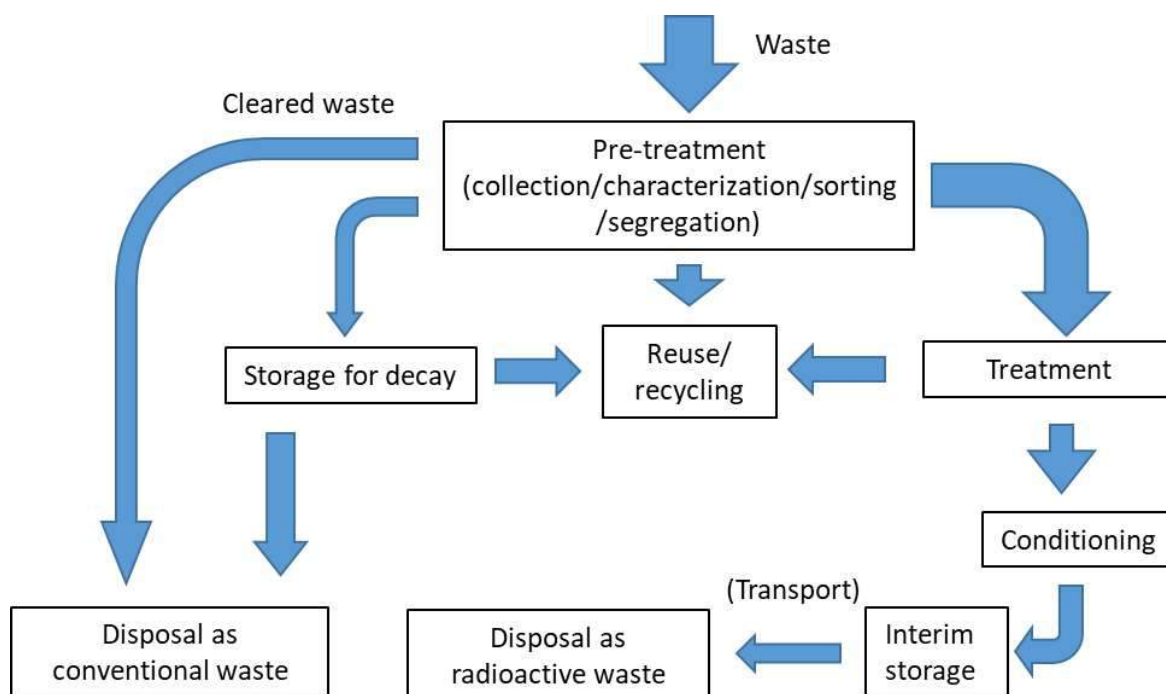 Waste
Cleared waste
Pre-treatment
(collection/characterization/sorting
/segregation)
Storage for decay
Reuse/
recycling
Treatment
Conditioning
(Transport)
Disposal as
conventional waste
Disposal as
radioactive waste
Interim
storage